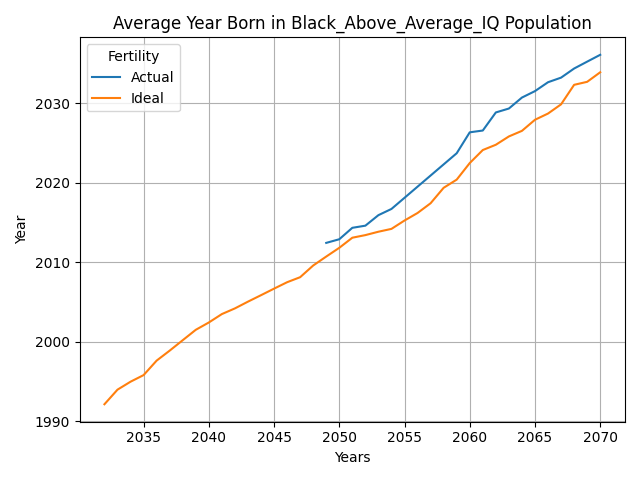 Average Year Born in Black_Above_Average_IQ Population
Fertility
Actual
Ideal
Year
2030
2020
2010
2000
1990
2035 2040 2045 2050 2055 2060 2065 2070
Years